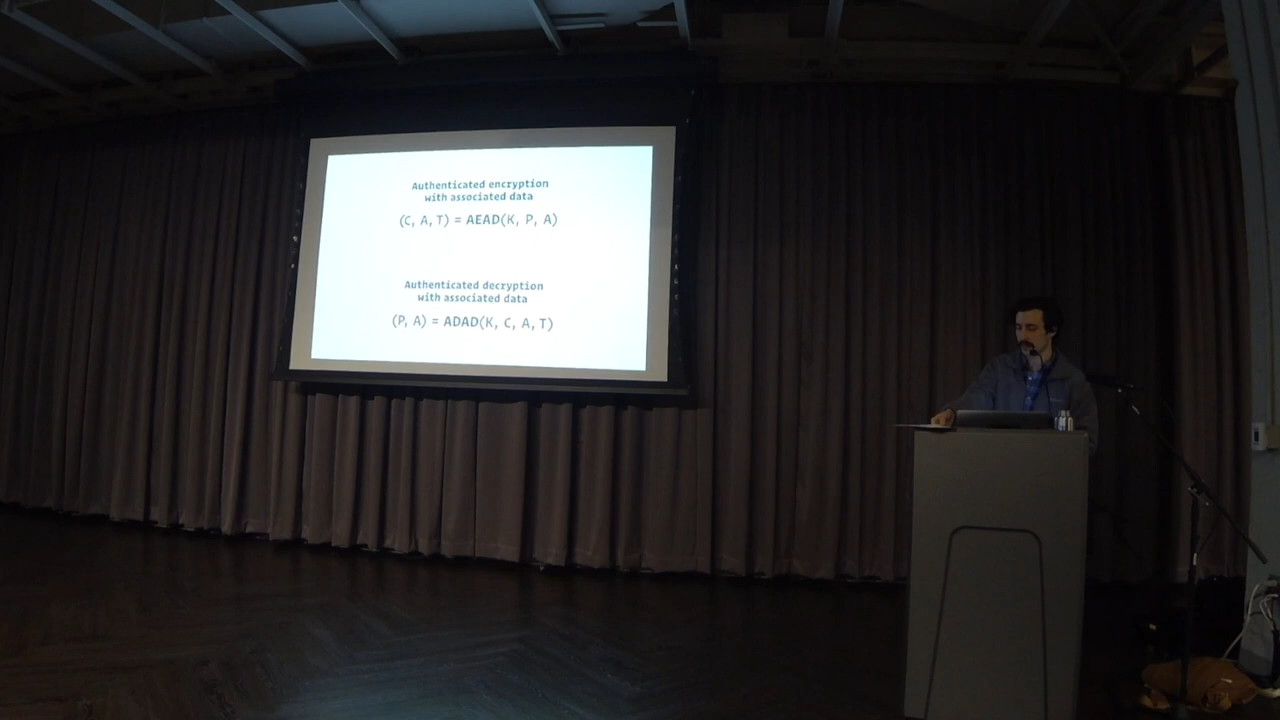 Authenticated encryption
with associated data
(C, A, T) = AEAD(K, P, A)
Authenticated decryption
with associated data
(P, A) = ADAD(K, C, A, T)